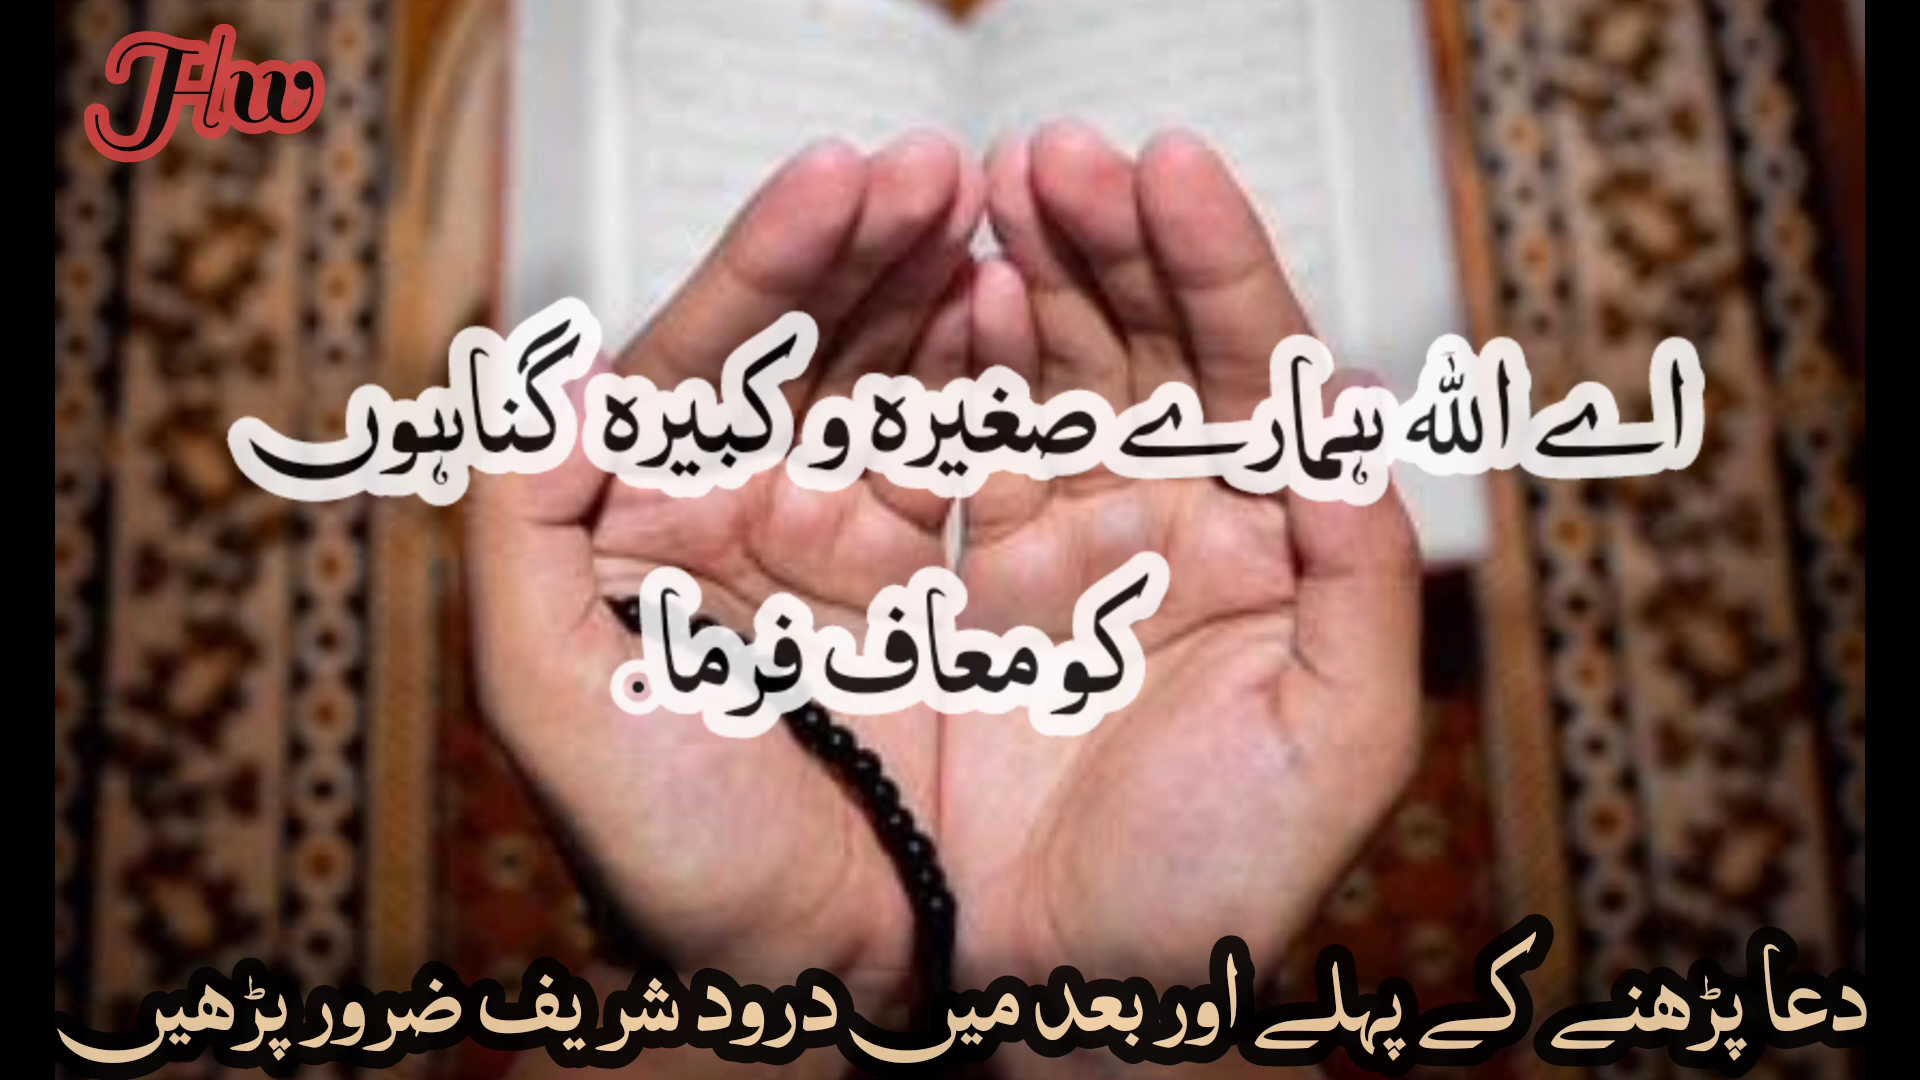 Hw
اے اللہ ہمارے صغیرہ و کبیرہ گناہوں
کو معاف فرما.
دعا پڑھنے کے پہلے اور بعد میں درود شریف ضرور پڑھیں